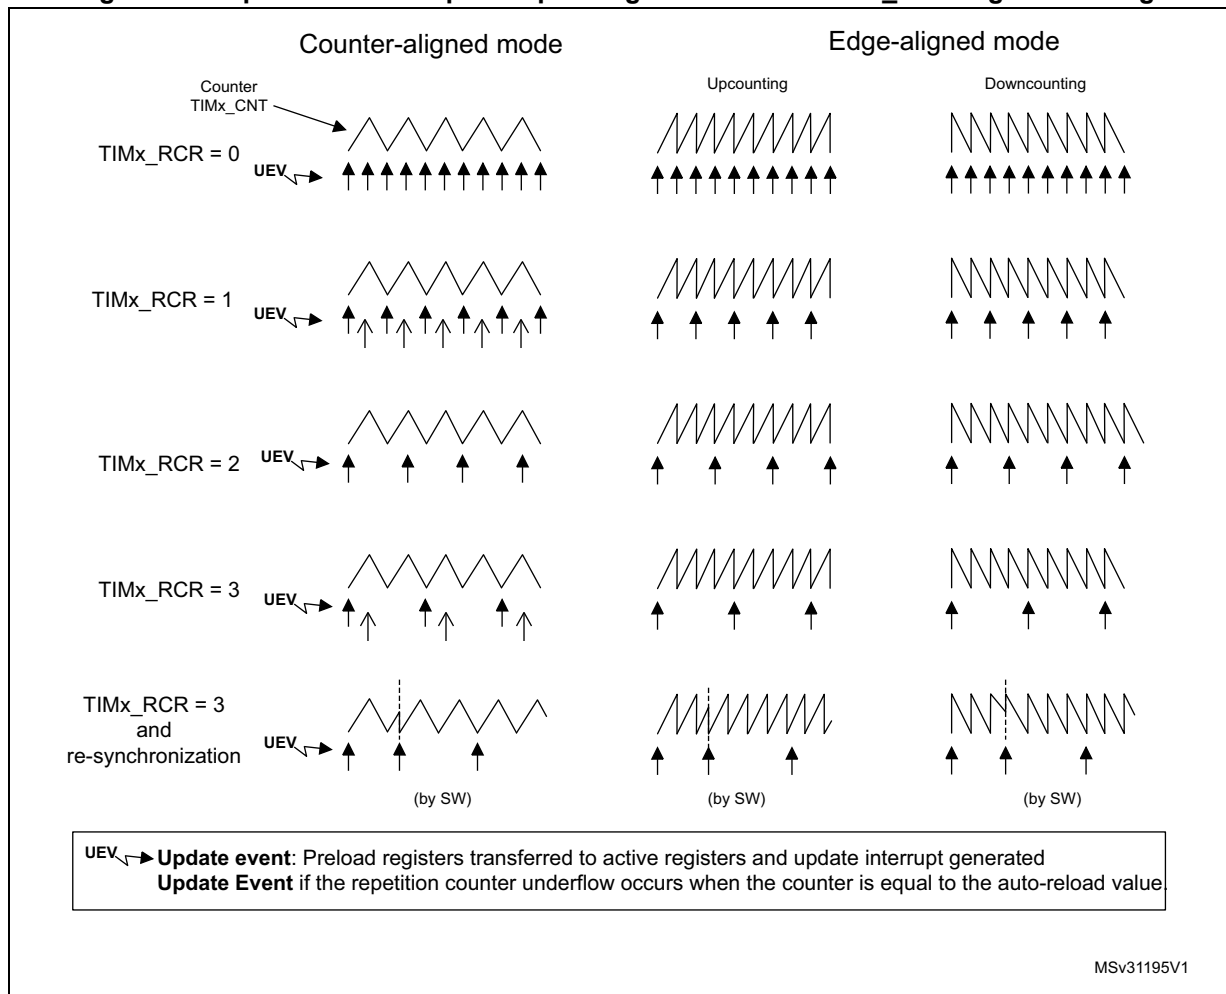 Counter-aligned mode
Edge-aligned mode
Counter
TIMx_CNT
Upcounting
Downcounting
TIMx_RCR = 0
UEV
TIMx_RCR = 1
UEV
TIMx_RCR = 2
UEV
TIMx_RCR = 3
UEV
TIMx_RCR = 3
and
re-synchronization
UEV
(by SW)
(by SW)
(by SW)
UEV Update event: Preload registers transferred to active registers and update interrupt generated
Update Event if the repetition counter underflow occurs when the counter is equal to the auto-reload value.
MSv31195V1